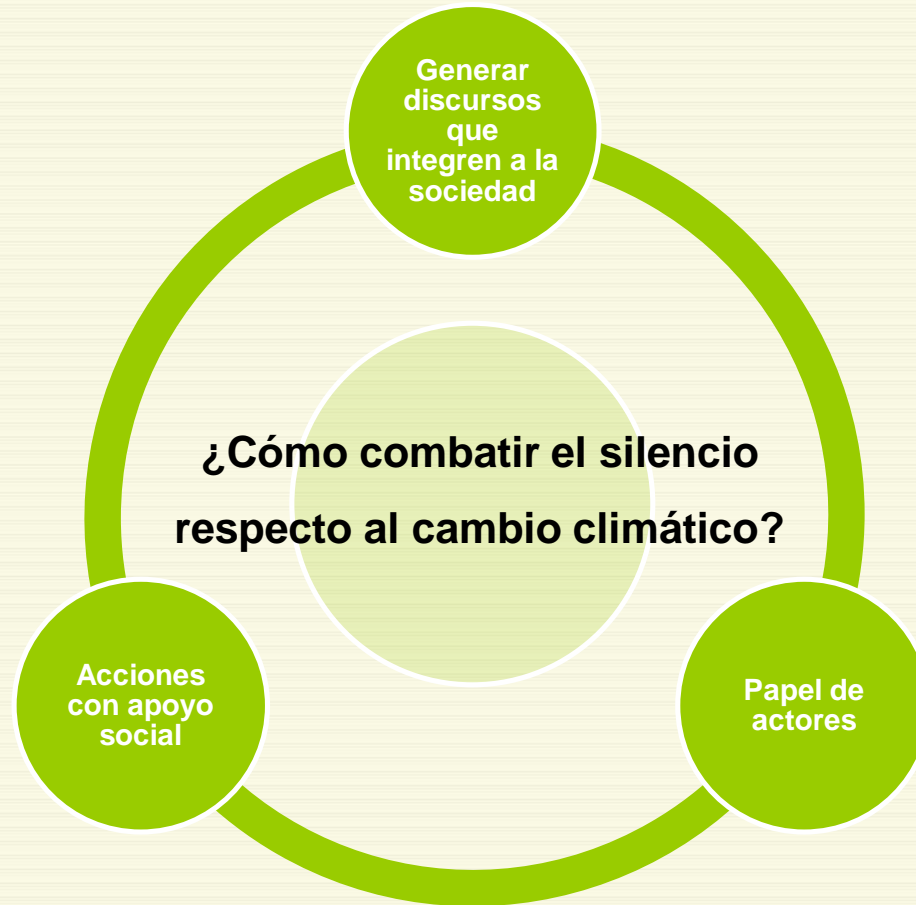 Generar
discursos
que
integren a la
sociedad
¿Cómo combatir el silencio
respecto al cambio climático?
Acciones
con apoyo
social
Papel de
actores